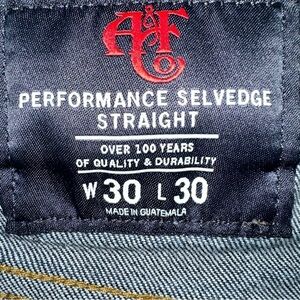 A&F
Co
PERFORMANCE SELVEDGE
STRAIGHT
OVER 100 YEARS
OF QUALITY & DURABILITY
W 30 L 30
MADE IN GUATEMALA